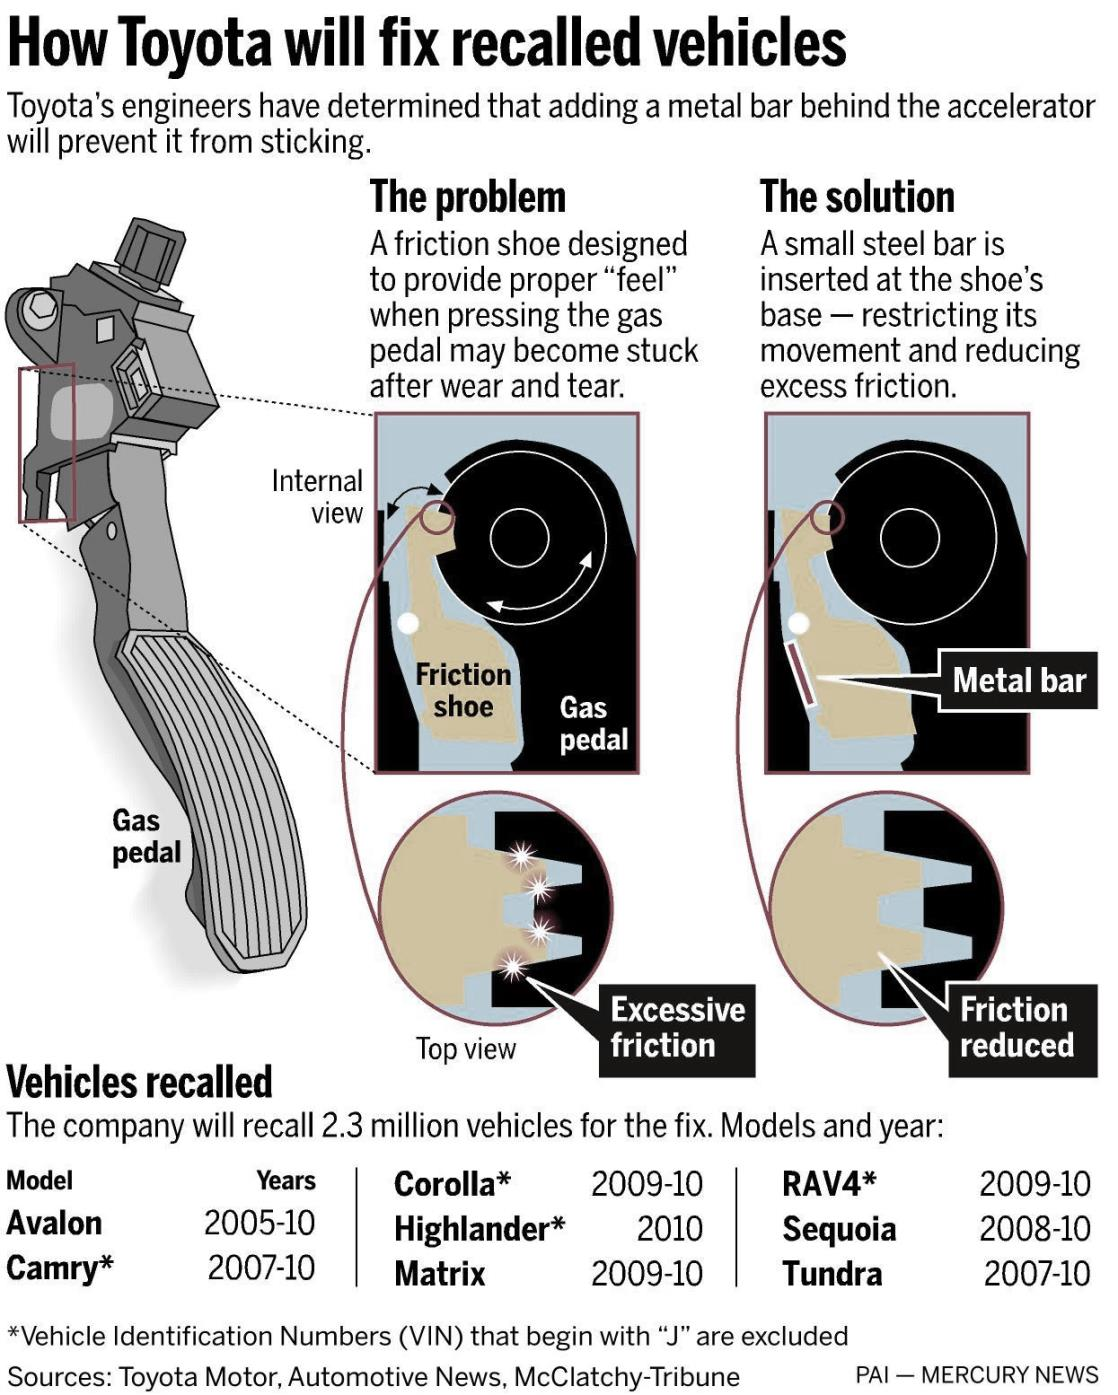 How Toyota will fix recalled vehicles
Toyota's engineers have determined that adding a metal bar behind the accelerator
will prevent it from sticking.
The problem
A friction shoe designed
to provide proper “feel”
when pressing the gas
pedal may become stuck
after wear and tear.
The solution
A small steel bar is
inserted at the shoe's
base — restricting its
movement and reducing
excess friction.
Internal
view
Friction
shoe
Gas
pedal
Metal bar
Gas
pedal
Excessive
friction
Top view
Friction
reduced
Vehicles recalled
The company will recall 2.3 million vehicles for the fix. Models and year:
Model Years
Avalon 2005-10
Camry* 2007-10
Corolla* 2009-10
Highlander* 2010
Matrix 2009-10
RAV4* 2009-10
Sequoia 2008-10
Tundra 2007-10
*Vehicle Identification Numbers (VIN) that begin with “J” are excluded
Sources: Toyota Motor, Automotive News, McClatchy-Tribune
PAI — MERCURY NEWS